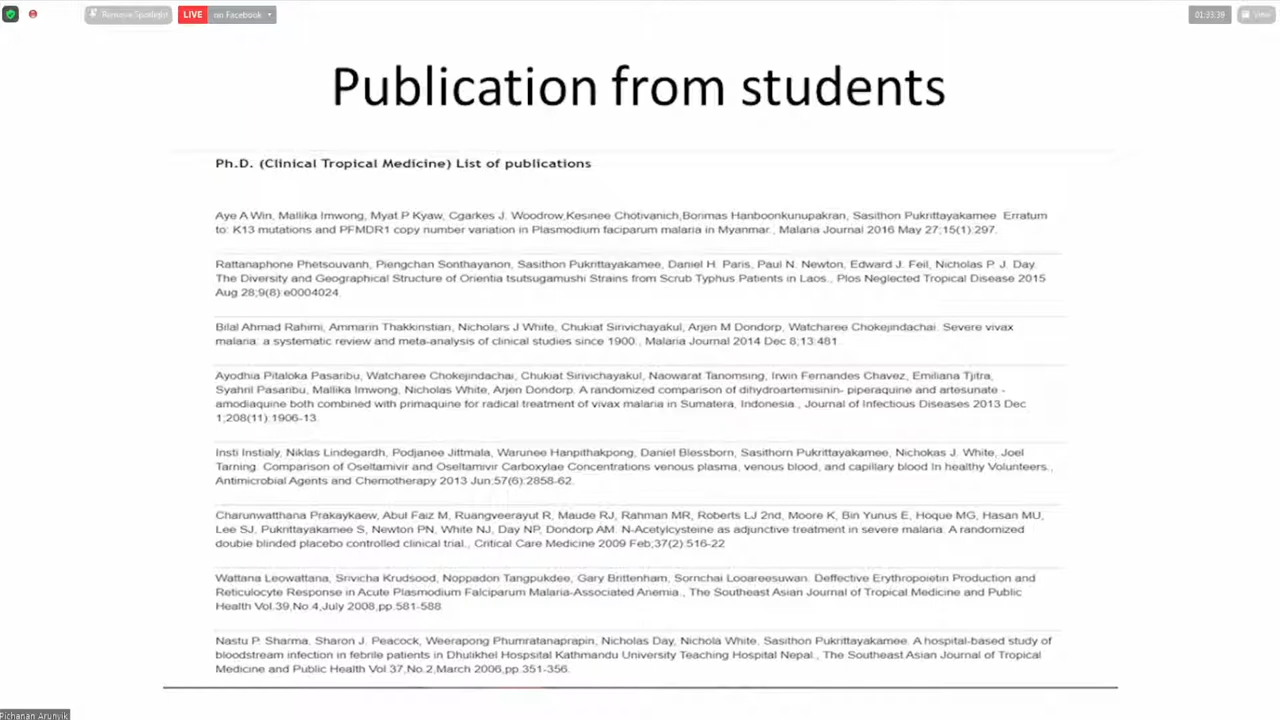 Remove Spotlight
LIVE on Facebook
01:33:39
View
Publication from students
Ph.D. (Clinical Tropical Medicine) List of publications
Aye A Win, Mallika Imwong, Myat P Kyaw, Cgarkes J. Woodrow,Kesinee Chotivanich,Borimas Hanboonkunupakran, Sasithon Pukrittayakamee Erratum
to: K13 mutations and PFMDR1 copy number variation in Plasmodium faciparum malaria in Myanmar., Malaria Journal 2016 May 27;15(1):297.
Rattanaphone Phetsouvanh, Piengchan Sonthayanon, Sasithon Pukrittayakamee, Daniel H. Paris, Paul N. Newton, Edward J. Feil, Nicholas P. J. Day.
The Diversity and Geographical Structure of Orientia tsutsugamushi Strains from Scrub Typhus Patients in Laos., Plos Neglected Tropical Disease 2015
Aug 28;9(8):e0004024.
Bilal Ahmad Rahimi, Ammarin Thakkinstian, Nicholars J White, Chukiat Sirivichayakul, Arjen M Dondorp, Watcharee Chokejindachai. Severe vivax
malaria: a systematic review and meta-analysis of clinical studies since 1900., Malaria Journal 2014 Dec 8;13:481.
Ayodhia Pitaloka Pasaribu, Watcharee Chokejindachai, Chukiat Sirivichayakul, Naowarat Tanomsing, Irwin Fernandes Chavez, Emiliana Tjitra,
Syahril Pasaribu, Mallika Imwong, Nicholas White, Arjen Dondorp. A randomized comparison of dihydroartemisinin- piperaquine and artesunate -
amodiaquine both combined with primaquine for radical treatment of vivax malaria in Sumatera, Indonesia., Journal of Infectious Diseases 2013 Dec
1;208(11):1906-13.
Insti Instialy, Niklas Lindegardh, Podjanee Jittmala, Warunee Hanpithakpong, Daniel Blessborn, Sasithorn Pukrittayakamee, Nichokas J. White, Joel
Tarning. Comparison of Oseltamivir and Oseltamivir Carboxylae Concentrations venous plasma, venous blood, and capillary blood In healthy Volunteers.,
Antimicrobial Agents and Chemotherapy 2013 Jun;57(6):2858-62.
Charunwatthana Prakaykaew, Abul Faiz M, Ruangveerayut R, Maude RJ, Rahman MR, Roberts LJ 2nd, Moore K, Bin Yunus E, Hoque MG, Hasan MU,
Lee SJ, Pukrittayakamee S, Newton PN, White NJ, Day NP, Dondorp AM. N-Acetylcysteine as adjunctive treatment in severe malaria: A randomized
doubie blinded placebo controlled clinical trial., Critical Care Medicine 2009 Feb;37(2):516-22
Wattana Leowattana, Srivicha Krudsood, Noppadon Tangpukdee, Gary Brittenham, Sornchai Looareesuwan. Deffective Erythropoietin Production and
Reticulocyte Response in Acute Plasmodium Falciparum Malaria-Associated Anemia., The Southeast Asian Journal of Tropical Medicine and Public
Health Vol.39,No.4,July 2008,pp.581-588.
Nastu P. Sharma, Sharon J. Peacock, Weerapong Phumratanaprapin, Nicholas Day, Nichola White, Sasithon Pukrittayakamee. A hospital-based study of
bloodstream infection in febrile patients in Dhulikhel Hospsital Kathmandu University Teaching Hospital Nepal., The Southeast Asian Journal of Tropical
Medicine and Public Health Vol 37,No.2,March 2006,pp.351-356.
Pichanan Arunyik